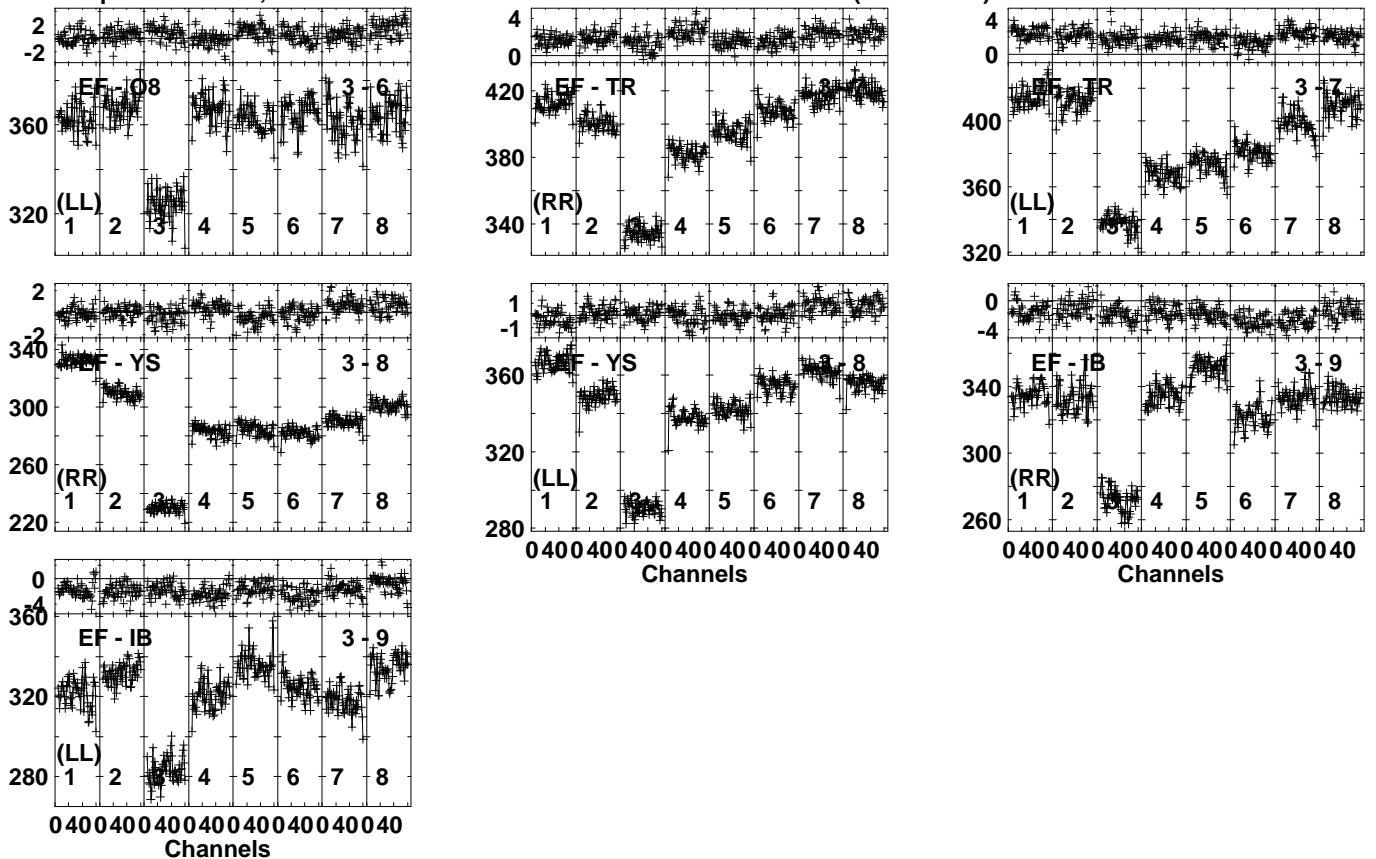 2
-2
EF - O8 3 - 6
360
320
(LL)
1 2 3 4 5 6 7 8
4
0
420
EF - TR 3 - 7
380
340
(RR)
1 2 3 4 5 6 7 8
4
0
EF - TR 3 - 7
400
360
320
(LL)
1 2 3 4 5 6 7 8
2
-2
340
EF - YS 3 - 8
300
260
220
(RR)
1 2 3 4 5 6 7 8
1
-1
360
EF - YS 3 - 8
320
280
(LL)
1 2 3 4 5 6 7 8
0 40 0 40 0 40 0 40 0 40 0 40 0 40 0 40
Channels
0
-4
EF - IB 3 - 9
340
300
260
(RR)
1 2 3 4 5 6 7 8
0 40 0 40 0 40 0 40 0 40 0 40 0 40 0 40
Channels
0
-4
360
EF - IB 3 - 9
320
280
(LL)
1 2 3 4 5 6 7 8
0 40 0 40 0 40 0 40 0 40 0 40 0 40 0 40
Channels